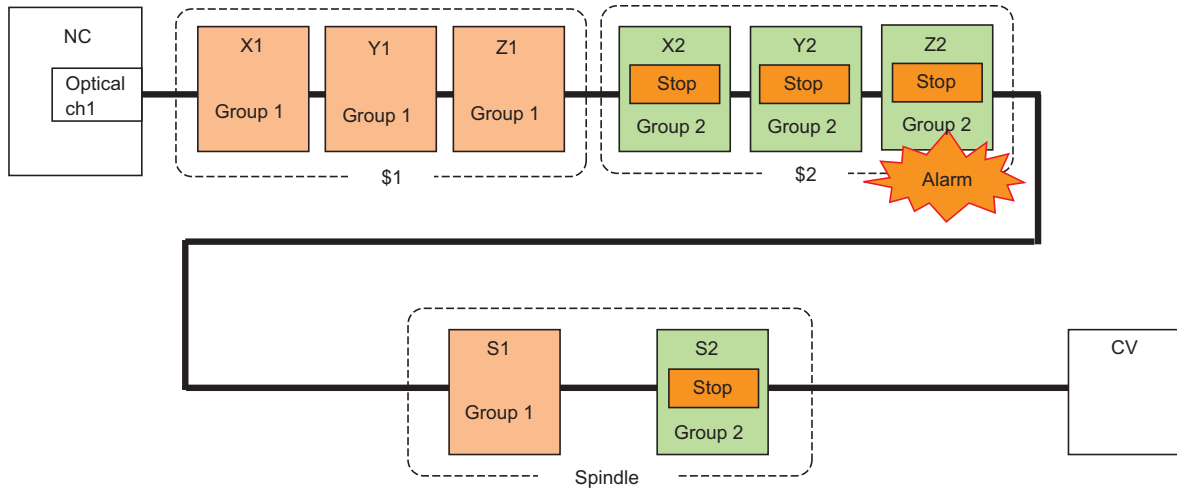 NC
Optical
ch1
X1
Group 1
Y1
Group 1
Z1
Group 1
$1
X2
Stop
Group 2
Y2
Stop
Group 2
Z2
Stop
Group 2
Alarm
$2
S1
Group 1
S2
Stop
Group 2
Spindle
CV